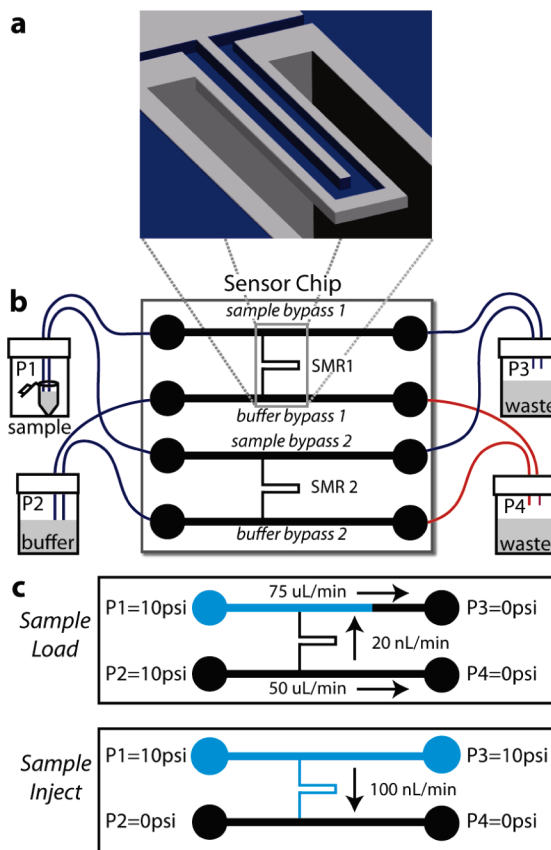 a
Sensor Chip
b
sample bypass 1
P1
sample
SMR1
P3
waste
buffer bypass 1
sample bypass 2
P2
buffer
SMR 2
P4
waste
buffer bypass 2
c
Sample
Load
P1=10psi
75 uL/min
P3=0psi
20 nL/min
P2=10psi
50 uL/min
P4=0psi
Sample
Inject
P1=10psi
P3=10psi
100 nL/min
P2=0psi
P4=0psi